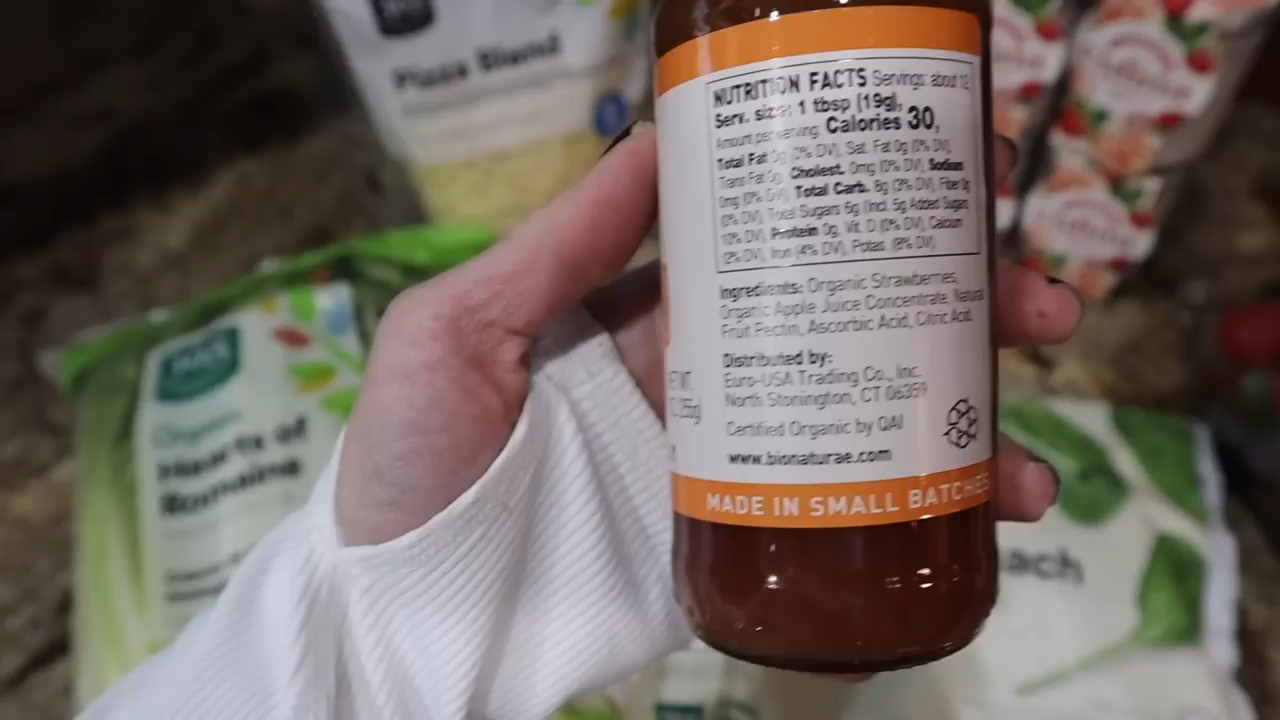 Pizza Blend
NUTRITION FACTS Servings: about 12,
Serv. size: 1 tbsp (19g),
Amount per serving: Calories 30,
Total Fat 0g (0% DV), Sat. Fat 0g (0% DV),
Trans Fat 0g, Cholest. 0mg (0% DV), Sodium
0mg (0% DV), Total Carb. 8g (3% DV), Fiber 0g
(0% DV), Total Sugars 6g (Incl. 5g Added Sugars,
10% DV), Protein 0g, Vit. D (0% DV), Calcium
(2% DV), Iron (4% DV), Potas. (8% DV).
Ingredients: Organic Strawberries,
Organic Apple Juice Concentrate, Natural
Fruit Pectin, Ascorbic Acid, Citric Acid.
Distributed by:
Euro-USA Trading Co., Inc.
North Stonington, CT 06359
Certified Organic by QAI
www.bionaturae.com
MADE IN SMALL BATCHES
Organic
Hearts of
Romaine
ach